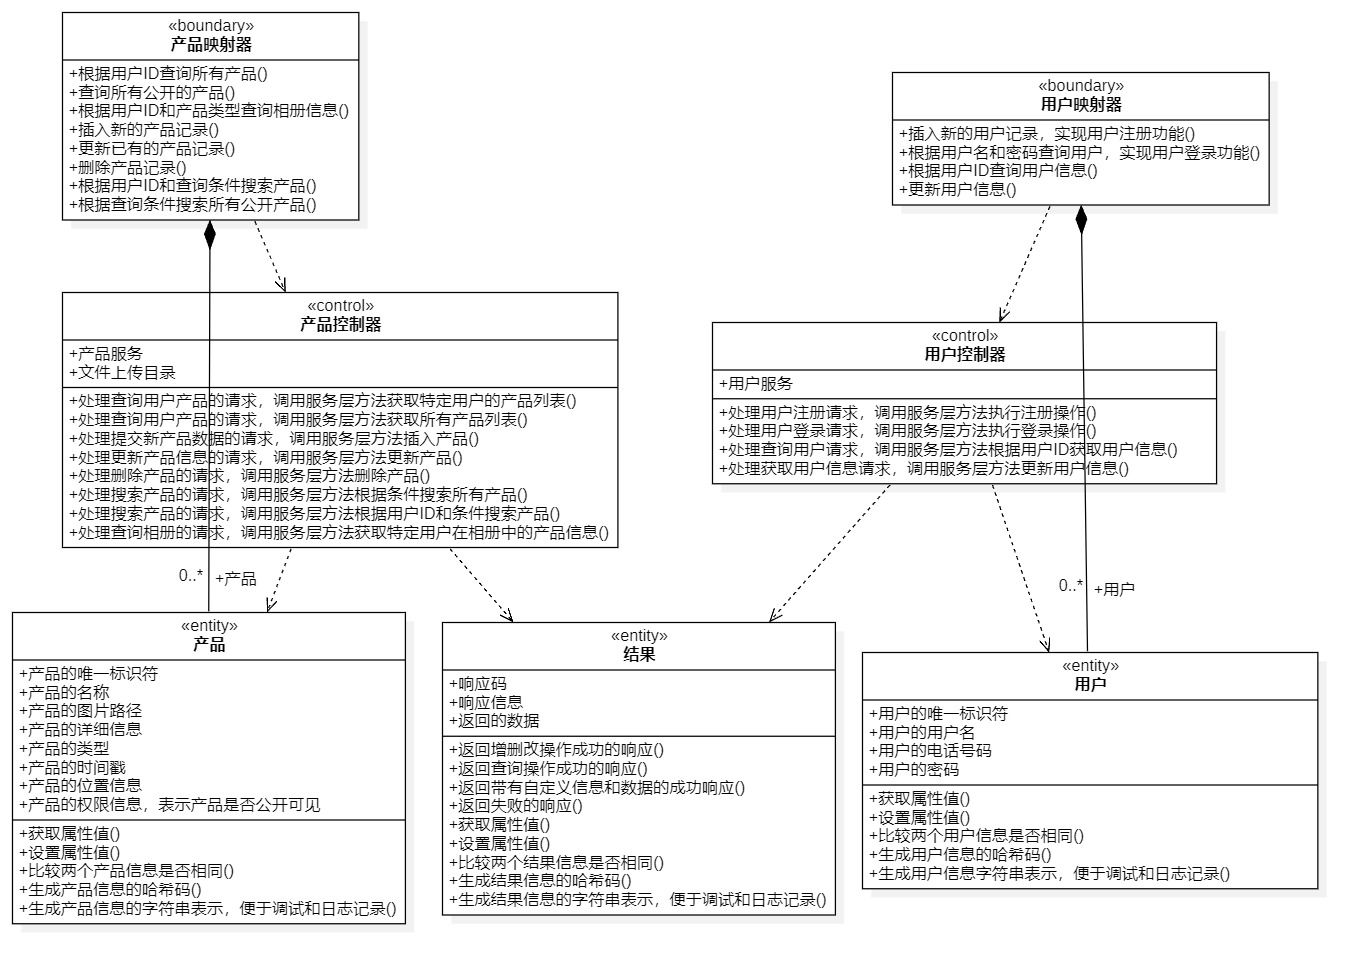 «boundary»
产品映射器
+根据用户ID查询所有产品()
+查询所有公开的产品()
+根据用户ID和产品类型查询相册信息()
+插入新的产品记录()
+更新已有的产品记录()
+删除产品记录()
+根据用户ID和查询条件搜索产品()
+根据查询条件搜索所有公开产品()
«boundary»
用户映射器
+插入新的用户记录，实现用户注册功能()
+根据用户名和密码查询用户，实现用户登录功能()
+根据用户ID查询用户信息()
+更新用户信息()
«control»
产品控制器
+产品服务
+文件上传目录
+处理查询用户产品的请求，调用服务层方法获取特定用户的产品列表()
+处理查询用户产品的请求，调用服务层方法获取所有产品列表()
+处理提交新产品数据的请求，调用服务层方法插入产品()
+处理更新产品信息的请求，调用服务层方法更新产品()
+处理删除产品的请求，调用服务层方法删除产品()
+处理搜索产品的请求，调用服务层方法根据条件搜索所有产品()
+处理搜索产品的请求，调用服务层方法根据用户ID和条件搜索产品()
+处理查询相册的请求，调用服务层方法获取特定用户在相册中的产品信息()
«control»
用户控制器
+用户服务
+处理用户注册请求，调用服务层方法执行注册操作()
+处理用户登录请求，调用服务层方法执行登录操作()
+处理查询用户请求，调用服务层方法根据用户ID获取用户信息()
+处理获取用户信息请求，调用服务层方法更新用户信息()
0..* +产品
0..* +用户
«entity»
产品
+产品的唯一标识符
+产品的名称
+产品的图片路径
+产品的详细信息
+产品的类型
+产品的时间戳
+产品的位置信息
+产品的权限信息，表示产品是否公开可见
+获取属性值()
+设置属性值()
+比较两个产品信息是否相同()
+生成产品信息的哈希码()
+生成产品信息的字符串表示，便于调试和日志记录()
«entity»
结果
+响应码
+响应信息
+返回的数据
+返回增删改操作成功的响应()
+返回查询操作成功的响应()
+返回带有自定义信息和数据的成功响应()
+返回失败的响应()
+获取属性值()
+设置属性值()
+比较两个结果信息是否相同()
+生成结果信息的哈希码()
+生成结果信息的字符串表示，便于调试和日志记录()
«entity»
用户
+用户的唯一标识符
+用户的用户名
+用户的电话号码
+用户的密码
+获取属性值()
+设置属性值()
+比较两个用户信息是否相同()
+生成用户信息的哈希码()
+生成用户信息字符串表示，便于调试和日志记录()